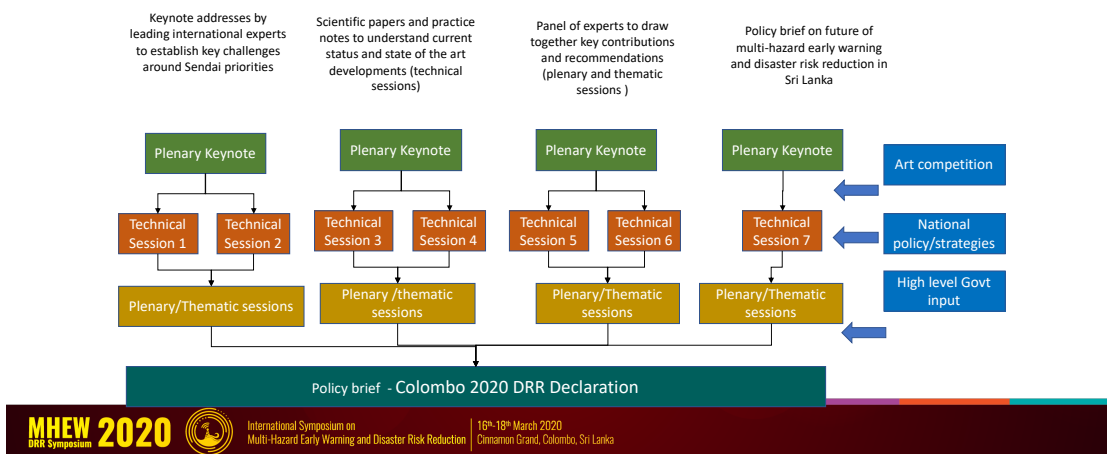 Keynote addresses by
leading international experts
to establish key challenges
around Sendai priorities
Scientific papers and practice
notes to understand current
status and state of the art
developments (technical
sessions)
Panel of experts to draw
together key contributions
and recommendations
(plenary and thematic
sessions )
Policy brief on future of
multi-hazard early warning
and disaster risk reduction in
Sri Lanka
Plenary Keynote
Plenary Keynote
Plenary Keynote
Plenary Keynote
Art competition
Technical
Session 1
Technical
Session 2
Technical
Session 3
Technical
Session 4
Technical
Session 5
Technical
Session 6
Technical
Session 7
National
policy/strategies
Plenary/Thematic sessions
Plenary /thematic
sessions
Plenary/Thematic
sessions
Plenary/Thematic
sessions
High level Govt
input
Policy brief - Colombo 2020 DRR Declaration
MHEW 2020
DRR Symposium
International Symposium on
Multi-Hazard Early Warning and Disaster Risk Reduction
16th-18th March 2020
Cinnamon Grand, Colombo, Sri Lanka